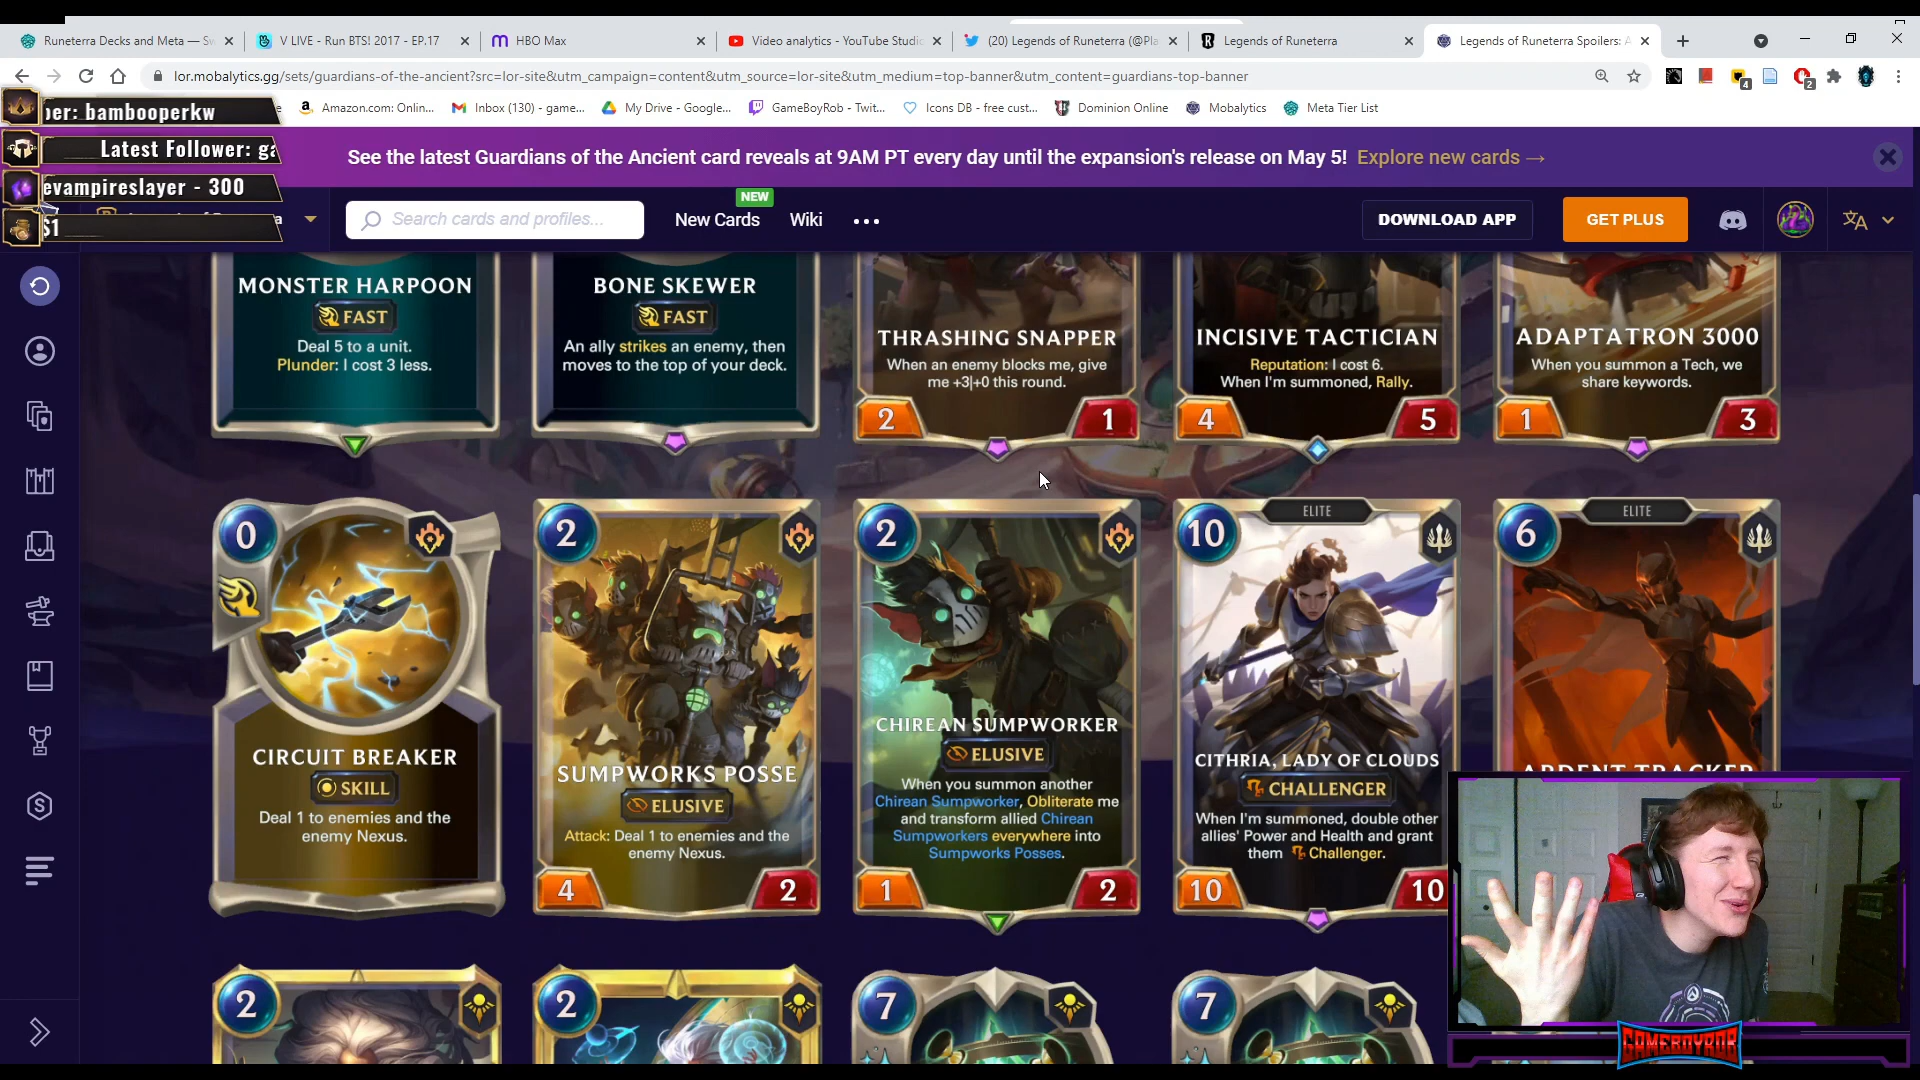 Runeterra Decks and Meta — Sw
V LIVE - Run BTS! 2017 - EP.17
HBO Max
Video analytics - YouTube Studio
(20) Legends of Runeterra (@Pla
Legends of Runeterra
Legends of Runeterra Spoilers: A
lor.mobalytics.gg/sets/guardians-of-the-ancient?src=lor-site&utm_campaign=content&utm_source=lor-site&utm_medium=top-banner&utm_content=guardians-top-banner
4
2
Amazon.com: Onlin...
Inbox (130) - game...
My Drive - Google...
GameBoyRob - Twit...
Icons DB - free cust...
Dominion Online
Mobalytics
Meta Tier List
ber: bambooperkw
Latest Follower: ga
evampireslayer - 300
$1
See the latest Guardians of the Ancient card reveals at 9AM PT every day until the expansion's release on May 5! Explore new cards →
Search cards and profiles...
NEW
New Cards
Wiki
DOWNLOAD APP
GET PLUS
MONSTER HARPOON
FAST
Deal 5 to a unit.
Plunder: I cost 3 less.
BONE SKEWER
FAST
An ally strikes an enemy, then
moves to the top of your deck.
THRASHING SNAPPER
When an enemy blocks me, give
me +3|+0 this round.
2
1
INCISIVE TACTICIAN
Reputation: I cost 6.
When I'm summoned, Rally.
4
5
ADAPTATRON 3000
When you summon a Tech, we
share keywords.
1
3
0
CIRCUIT BREAKER
SKILL
Deal 1 to enemies and the
enemy Nexus.
2
SUMPWORKS POSSE
ELUSIVE
Attack: Deal 1 to enemies and the
enemy Nexus.
4
2
2
CHIREAN SUMPWORKER
ELUSIVE
When you summon another
Chirean Sumpworker, Obliterate me
and transform allied Chirean
Sumpworkers everywhere into
Sumpworks Posses.
1
2
10
ELITE
CITHRIA, LADY OF CLOUDS
CHALLENGER
When I'm summoned, double other
allies' Power and Health and grant
them Challenger.
10
10
6
ELITE
ARDENT TRACKER
2
2
7
7
GAMEBOYROB